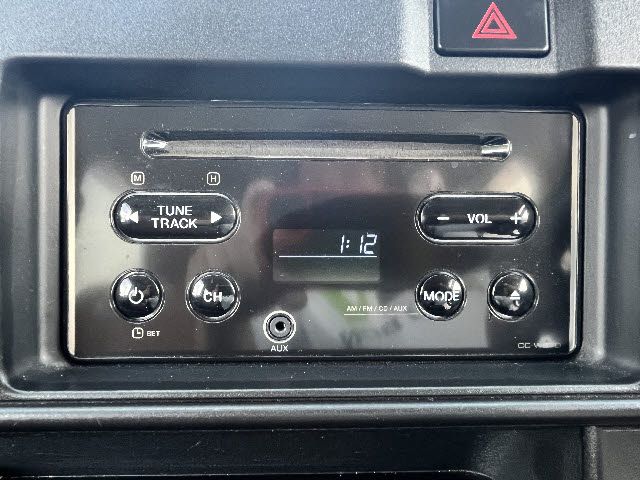 M H
TUNE
TRACK
- VOL +
1:12
CH
MODE
AM / FM / CD / AUX
SET
AUX